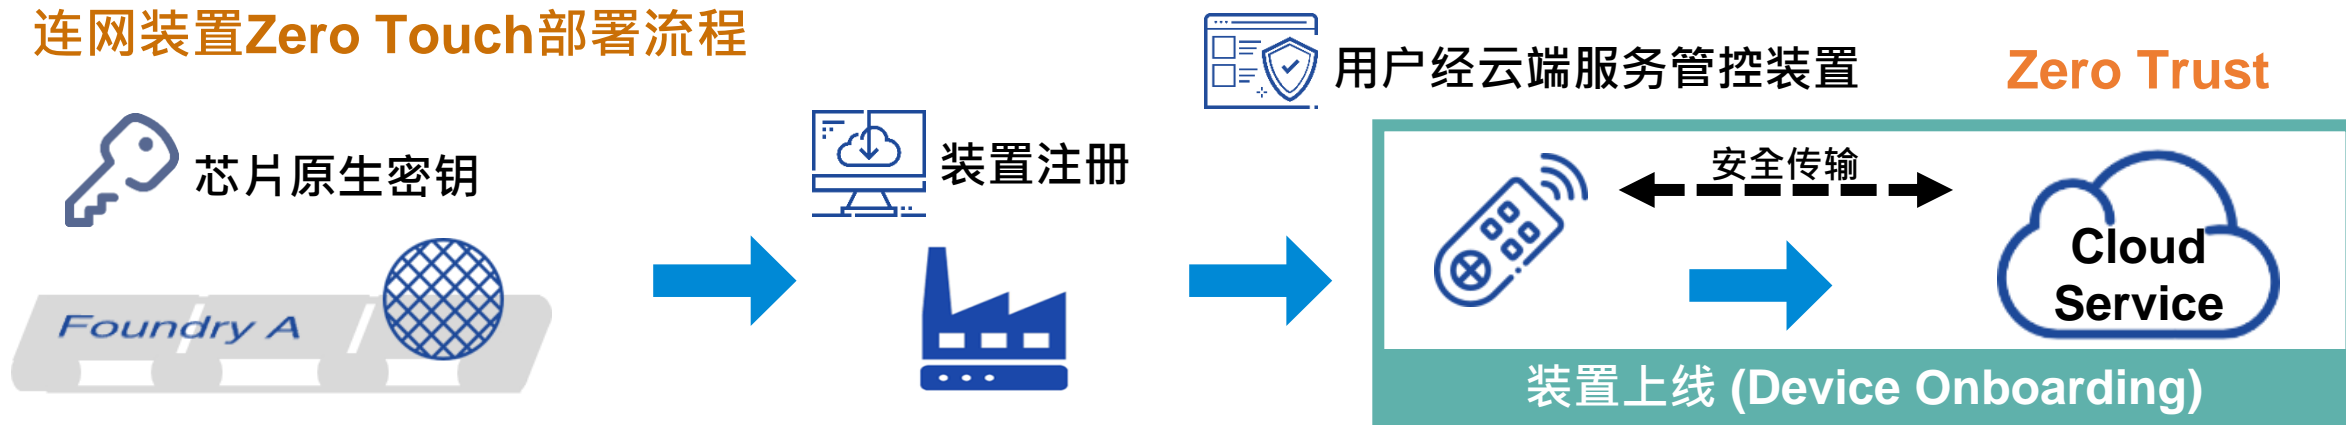 连网装置Zero Touch部署流程
芯片原生密钥
Foundry A
装置注册
用户经云端服务管控装置
Zero Trust
安全传输
Cloud
Service
装置上线 (Device Onboarding)